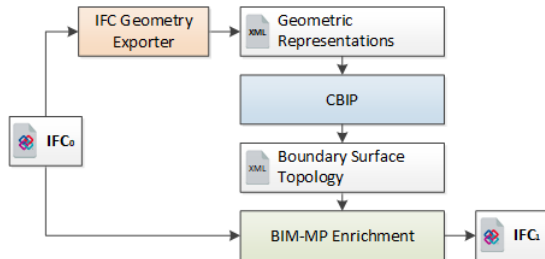 IFC Geometry
Exporter
XML
Geometric
Representations
CBIP
IFC₀
XML
Boundary Surface
Topology
BIM-MP Enrichment
IFC₁